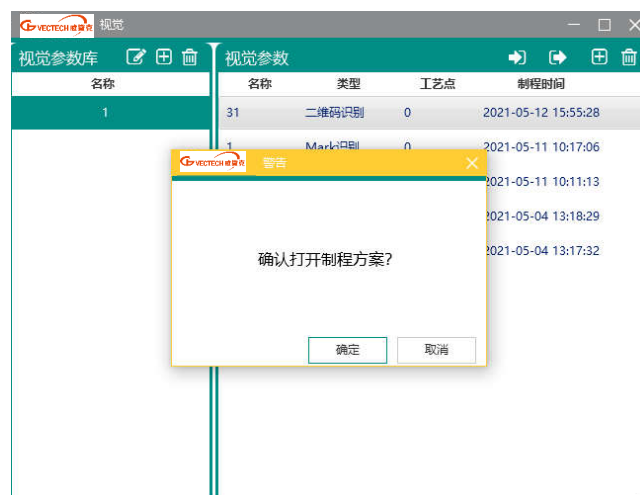 VECTECH 威微克 视觉
视觉参数库
视觉参数
名称
名称 类型 工艺点 制程时间
1
31 二维码识别 0 2021-05-12 15:55:28
1 Mark识别 0 2021-05-11 10:17:06
VECTECH 警告
2021-05-11 10:11:13
2021-05-04 13:18:29
确认打开制程方案?
2021-05-04 13:17:32
确定 取消